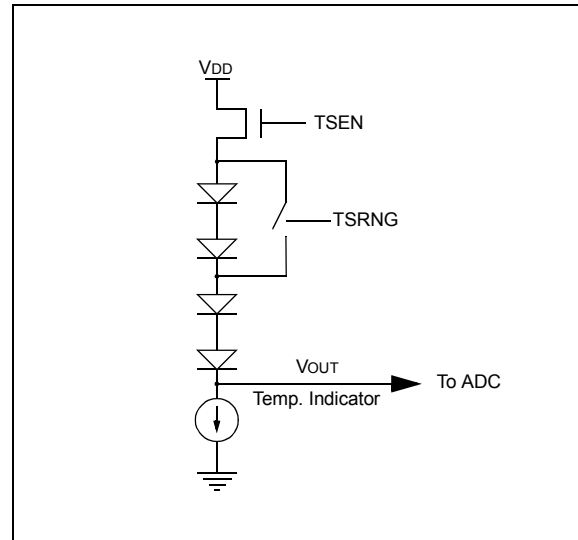 VDD
TSEN
TSRNG
VOUT
To ADC
Temp. Indicator